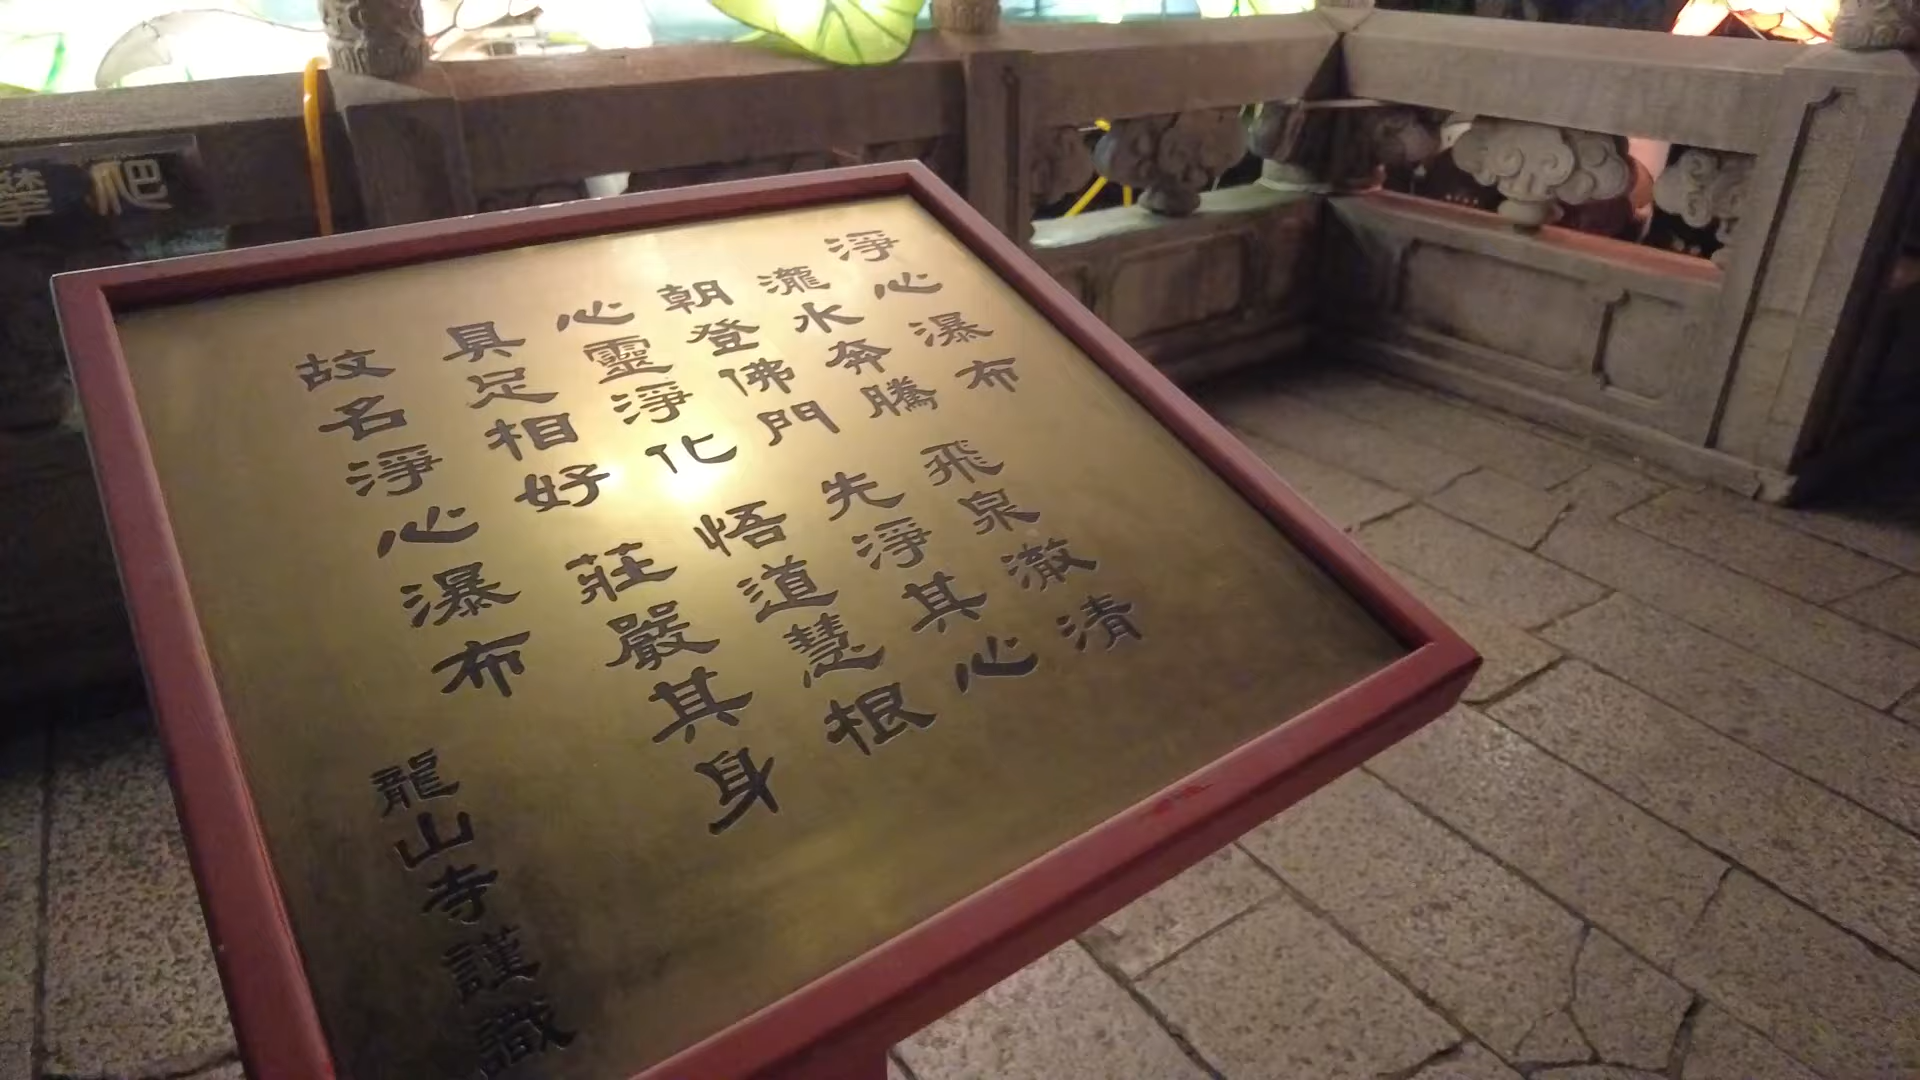 淨心瀑布
瀧水奔騰 飛泉澈清
朝登佛門 先淨其心
心靈淨化 悟道慧根
具足相好 莊嚴其身
故名淨心瀑布
龍山寺謹識
攀爬